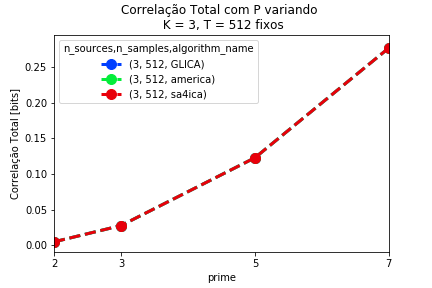 Correlação Total com P variando
K = 3, T = 512 fixos
n_sources,n_samples,algorithm_name
(3, 512, GLICA)
(3, 512, america)
(3, 512, sa4ica)
Correlação Total [bits]
0.25
0.20
0.15
0.10
0.05
0.00
2 3 5 7
prime